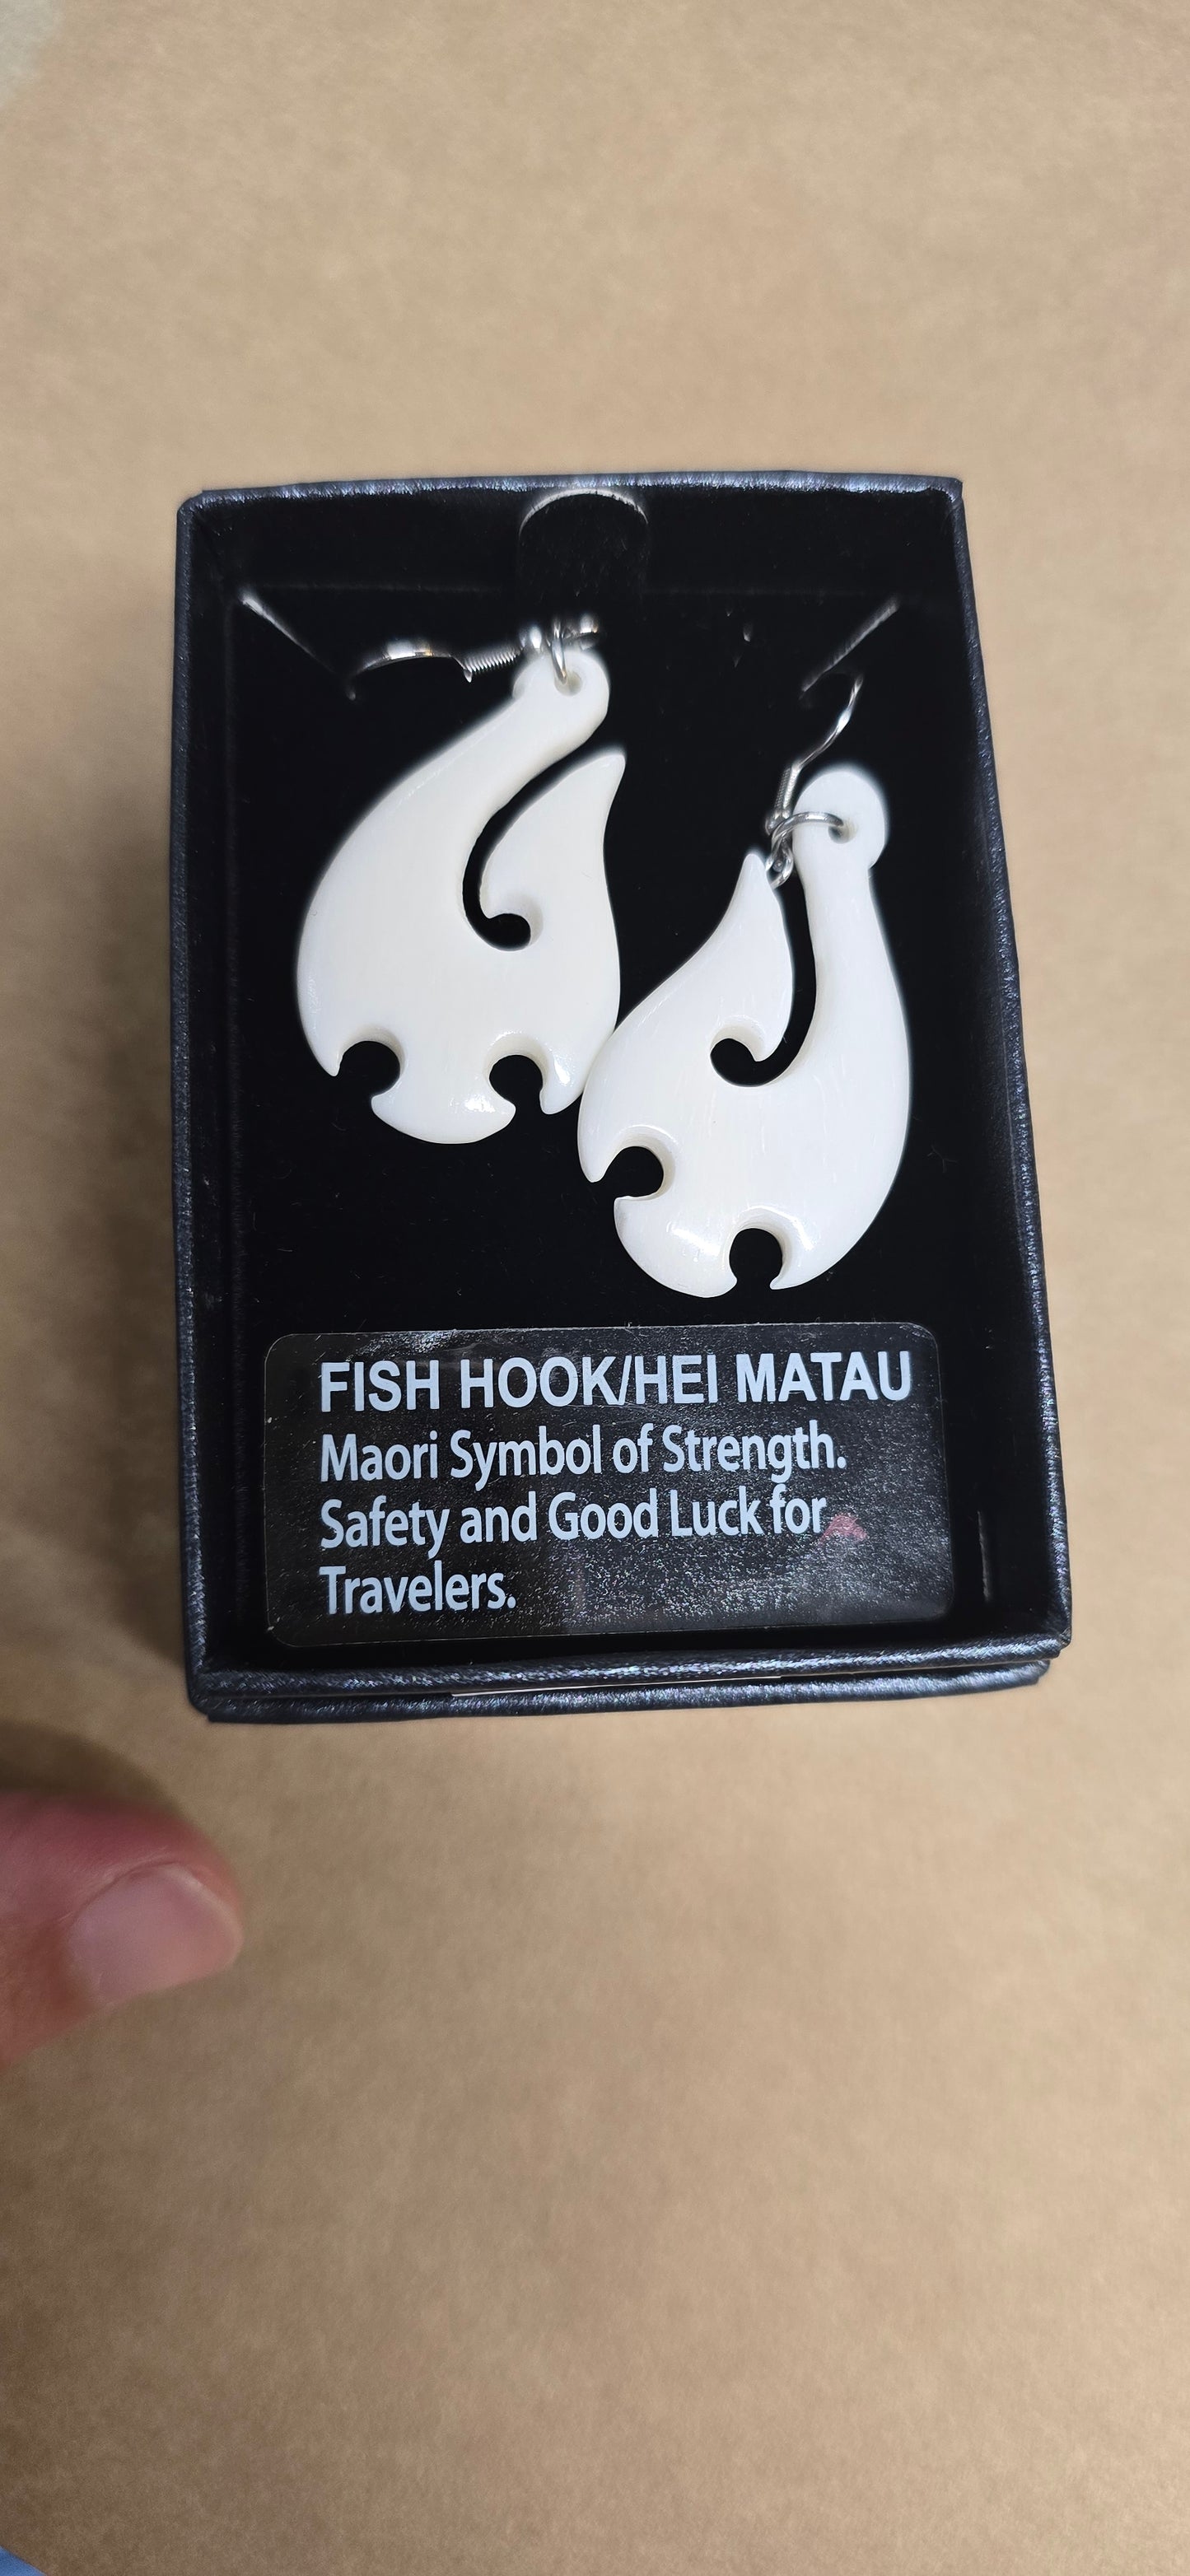 FISH HOOK/HEI MATAU
Maori Symbol of Strength.
Safety and Good Luck for
Travelers.